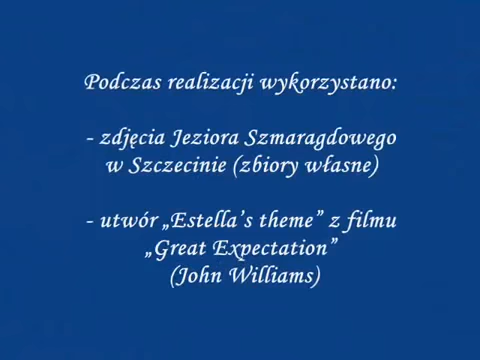 Podczas realizacji wykorzystano:
- zdjęcia Jeziora Szmaragdowego
w Szczecinie (zbiory własne)
- utwór „Estella's theme” z filmu
„Great Expectation”
(John Williams)